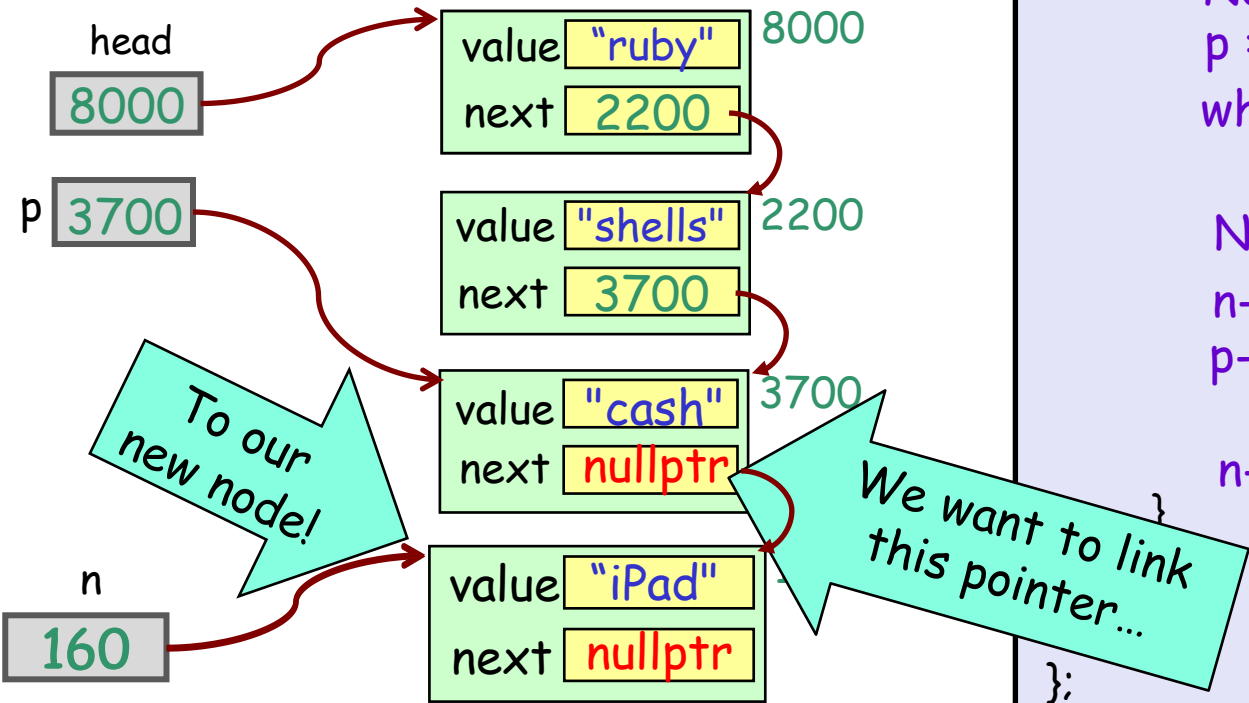 head
8000
value "ruby"
next 2200
8000
p 3700
value "shells"
next 3700
2200
value "cash"
next nullptr
3700
To our
new node!
We want to link
this pointer...
n
160
value "iPad"
next nullptr
p
wh
N
n-
p-
n-
}
};